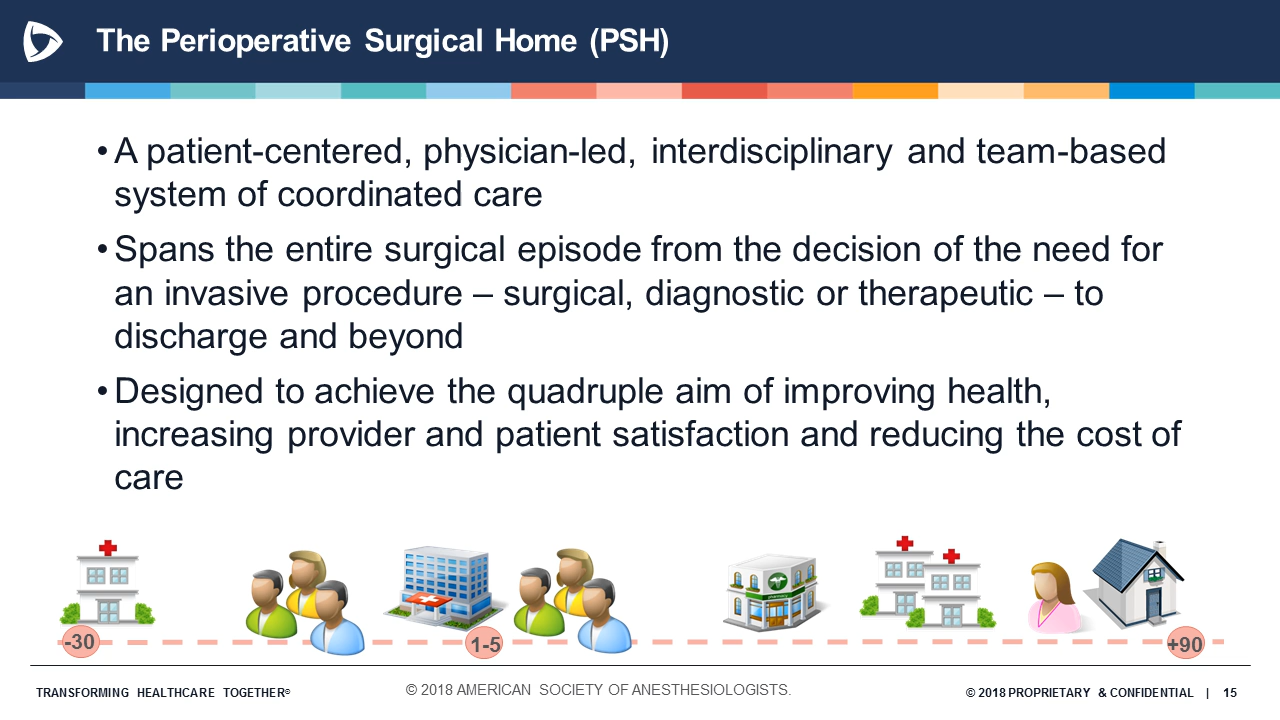 The Perioperative Surgical Home (PSH)
• A patient-centered, physician-led, interdisciplinary and team-based
system of coordinated care
• Spans the entire surgical episode from the decision of the need for
an invasive procedure – surgical, diagnostic or therapeutic – to
discharge and beyond
• Designed to achieve the quadruple aim of improving health,
increasing provider and patient satisfaction and reducing the cost of
care
pharmacy
-30
1-5
+90
TRANSFORMING HEALTHCARE TOGETHER®
© 2018 AMERICAN SOCIETY OF ANESTHESIOLOGISTS.
© 2018 PROPRIETARY & CONFIDENTIAL | 15